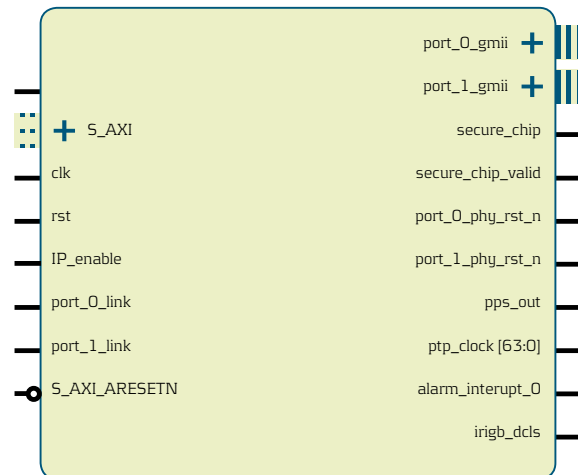 port_0_gmii
port_1_gmii
S_AXI
secure_chip
clk
secure_chip_valid
rst
port_0_phy_rst_n
IP_enable
port_1_phy_rst_n
port_0_link
pps_out
port_1_link
ptp_clock [63:0]
S_AXI_ARESETN
alarm_interupt_0
irigb_dcls